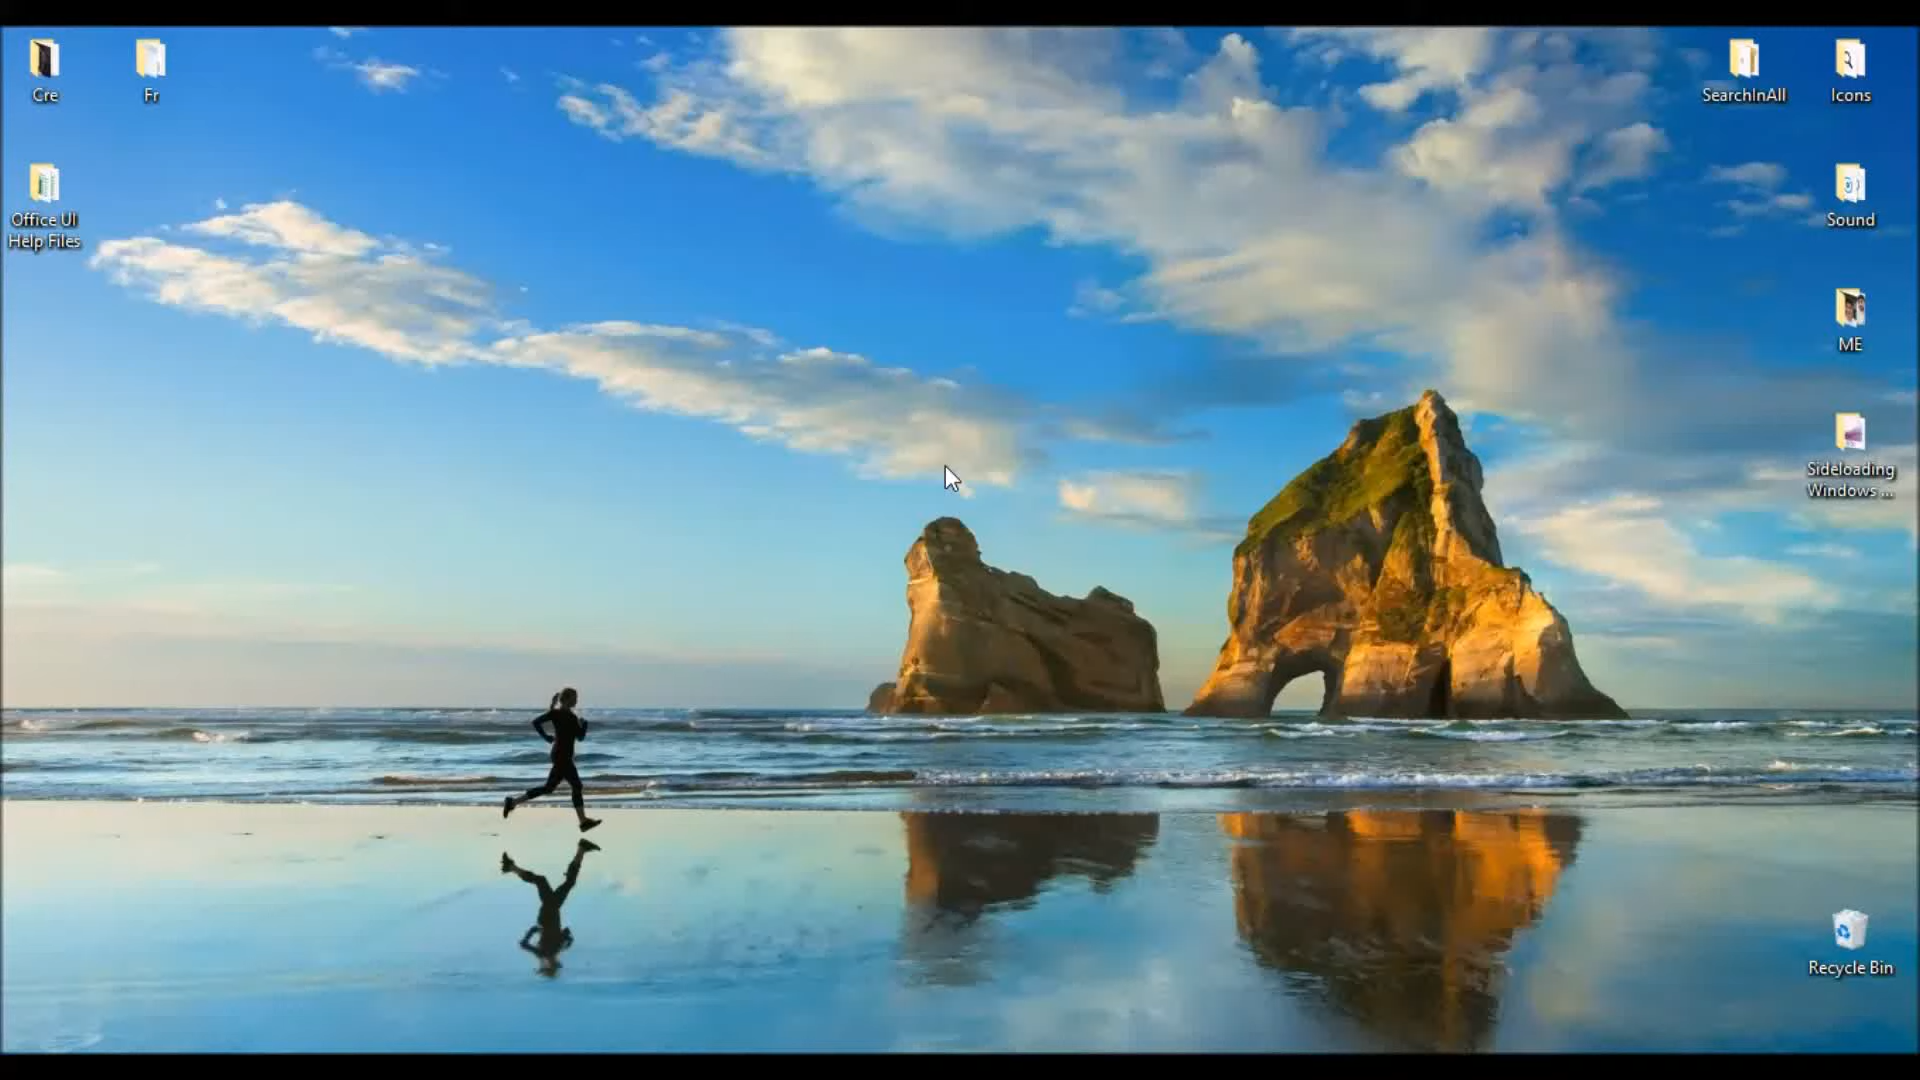 Cre
Fr
SearchInAll
Icons
Office UI
Help Files
Sound
ME
Sideloading
Windows ...
Recycle Bin